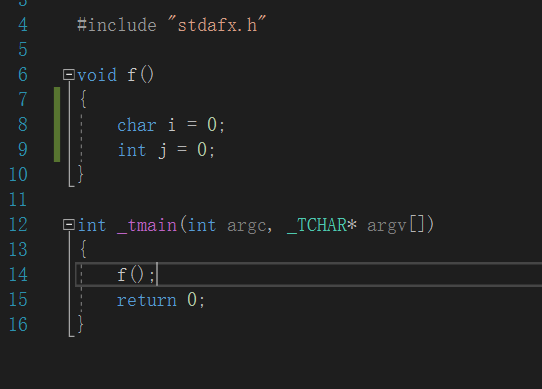 4 #include "stdafx.h"
5
6 void f()
7 {
8 char i = 0;
9 int j = 0;
10 }
11
12 int _tmain(int argc, _TCHAR* argv[])
13 {
14 f();
15 return 0;
16 }